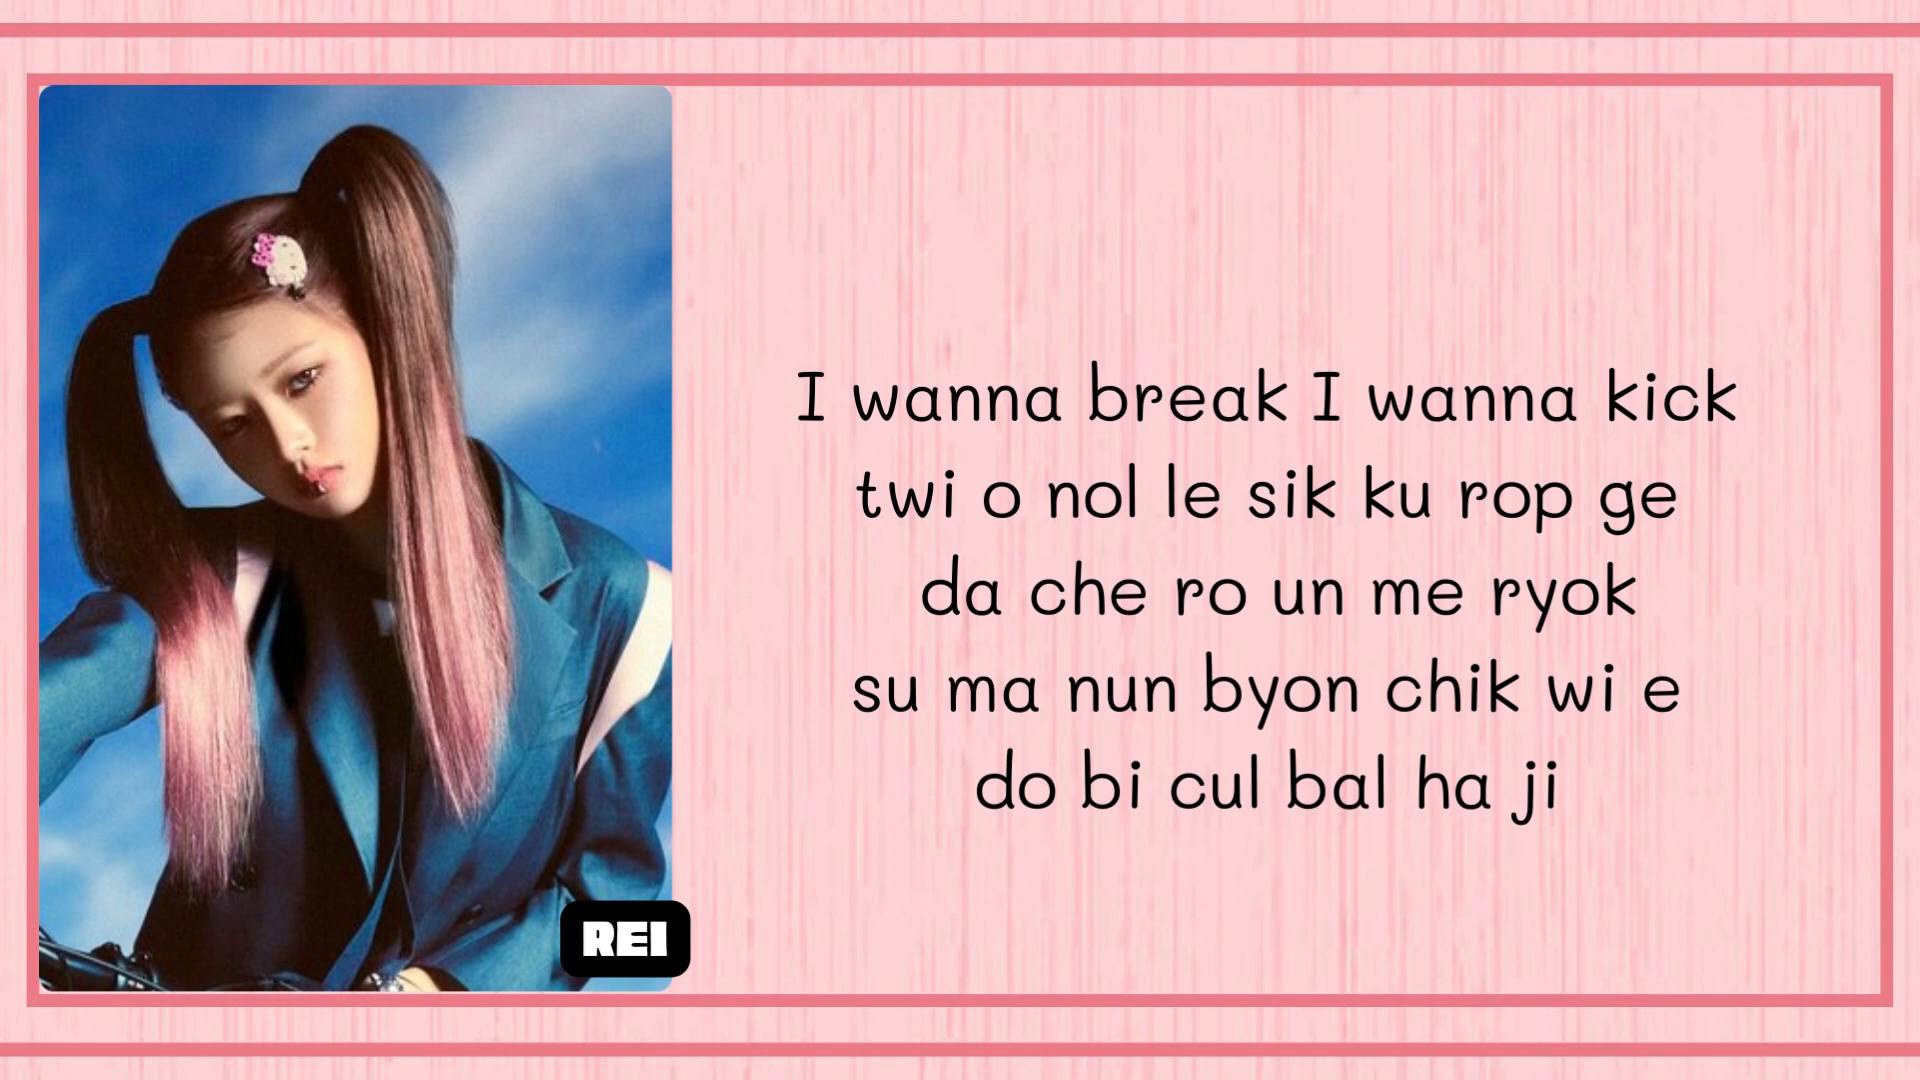 I wanna break I wanna kick
twi o nol le sik ku rop ge
da che ro un me ryok
su ma nun byon chik wi e
do bi cul bal ha ji
REI